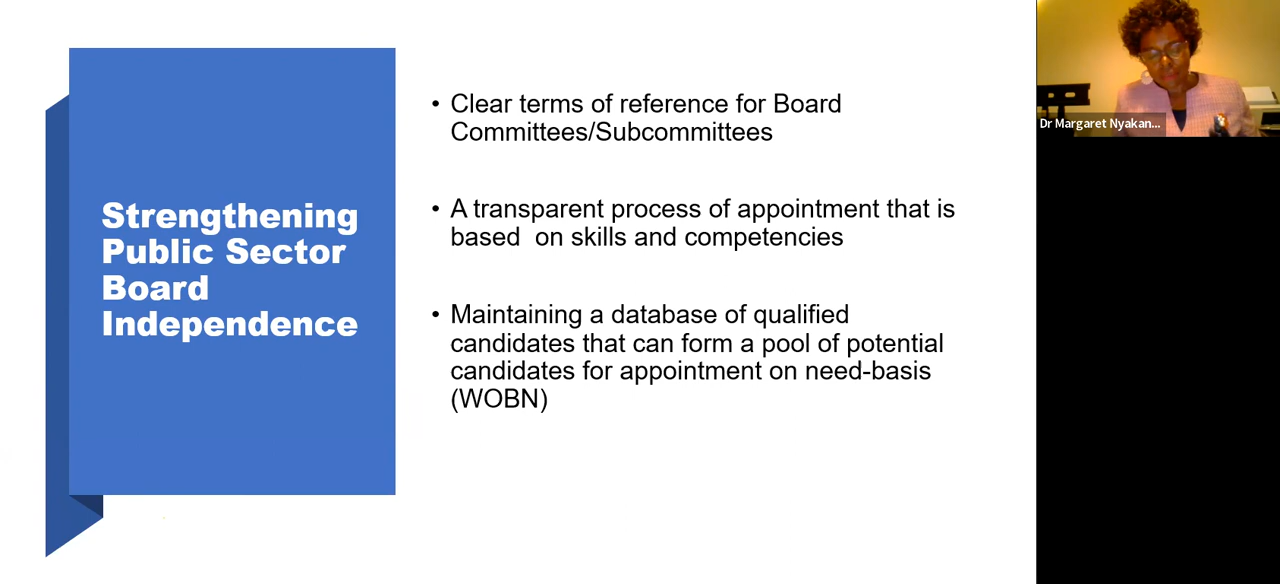 Strengthening
Public Sector
Board
Independence
• Clear terms of reference for Board
Committees/Subcommittees
• A transparent process of appointment that is
based  on skills and competencies
• Maintaining a database of qualified
candidates that can form a pool of potential
candidates for appointment on need-basis
(WOBN)
Dr Margaret Nyakan...